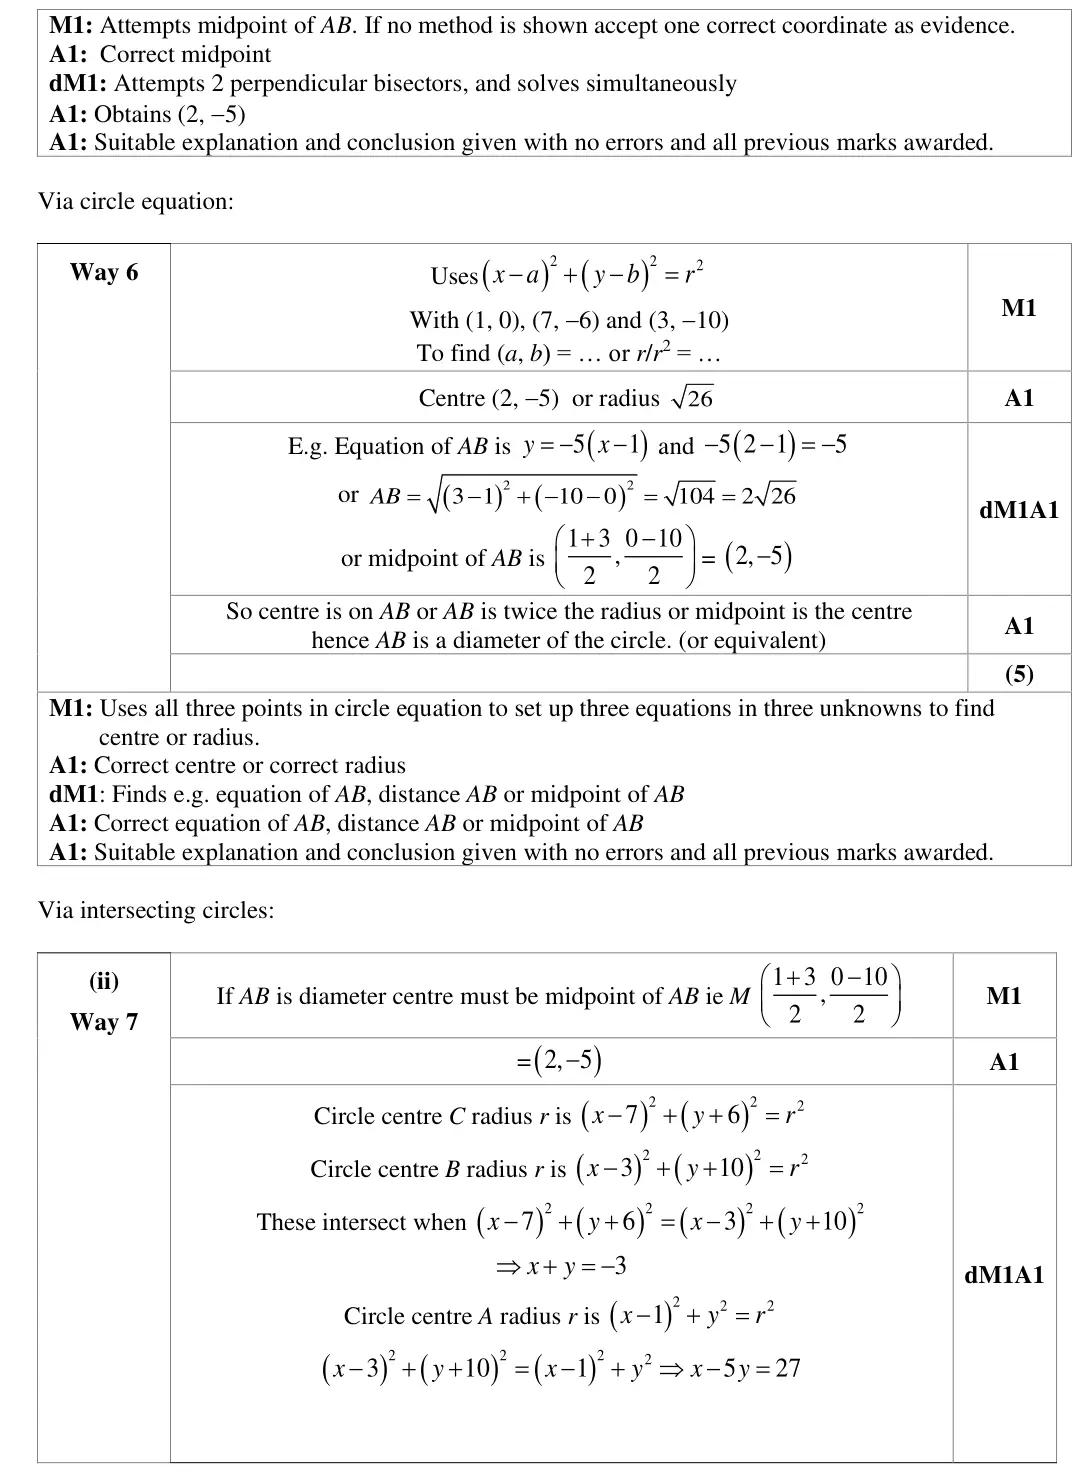 M1: Attempts midpoint of AB. If no method is shown accept one correct coordinate as evidence.
A1: Correct midpoint
dM1: Attempts 2 perpendicular bisectors, and solves simultaneously
A1: Obtains (2, –5)
A1: Suitable explanation and conclusion given with no errors and all previous marks awarded.
Via circle equation:
Way 6
Uses (x−a)² + (y−b)² = r²
With (1, 0), (7, –6) and (3, –10)
To find (a, b) = … or r/r² = …
M1
Centre (2, –5) or radius √26
A1
E.g. Equation of AB is y = −5(x−1) and −5(2−1) = −5
or AB = √((3−1)² + (−10−0)²) = √104 = 2√26
or midpoint of AB is ((1+3)/2, (0−10)/2) = (2, −5)
dM1A1
So centre is on AB or AB is twice the radius or midpoint is the centre
hence AB is a diameter of the circle. (or equivalent)
A1
(5)
M1: Uses all three points in circle equation to set up three equations in three unknowns to find
centre or radius.
A1: Correct centre or correct radius
dM1: Finds e.g. equation of AB, distance AB or midpoint of AB
A1: Correct equation of AB, distance AB or midpoint of AB
A1: Suitable explanation and conclusion given with no errors and all previous marks awarded.
Via intersecting circles:
(ii)
Way 7
If AB is diameter centre must be midpoint of AB ie M ((1+3)/2, (0−10)/2)
M1
= (2, −5)
A1
Circle centre C radius r is (x−7)² + (y+6)² = r²
Circle centre B radius r is (x−3)² + (y+10)² = r²
These intersect when (x−7)² + (y+6)² = (x−3)² + (y+10)²
⇒ x + y = −3
Circle centre A radius r is (x−1)² + y² = r²
(x−3)² + (y+10)² = (x−1)² + y² ⇒ x − 5y = 27
dM1A1